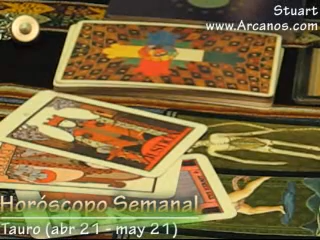 Stuart
www.Arcanos.com
Horóscopo Semanal
Tauro (abr 21 - may 21)